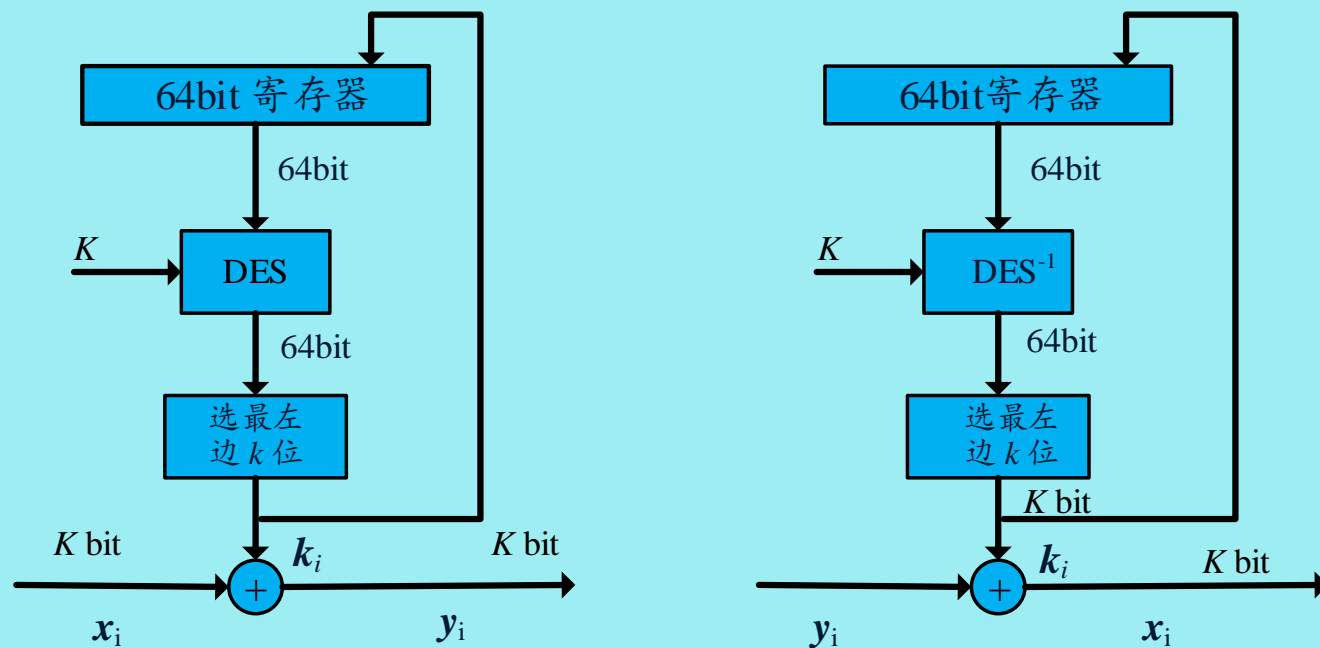 64bit 寄存器
64bit
K
DES
64bit
选最左
边 k 位
K bit
k_i
K bit
+
x_i
y_i
64bit寄存器
64bit
K
DES⁻¹
64bit
选最左
边 k 位
K bit
k_i
K bit
+
y_i
x_i